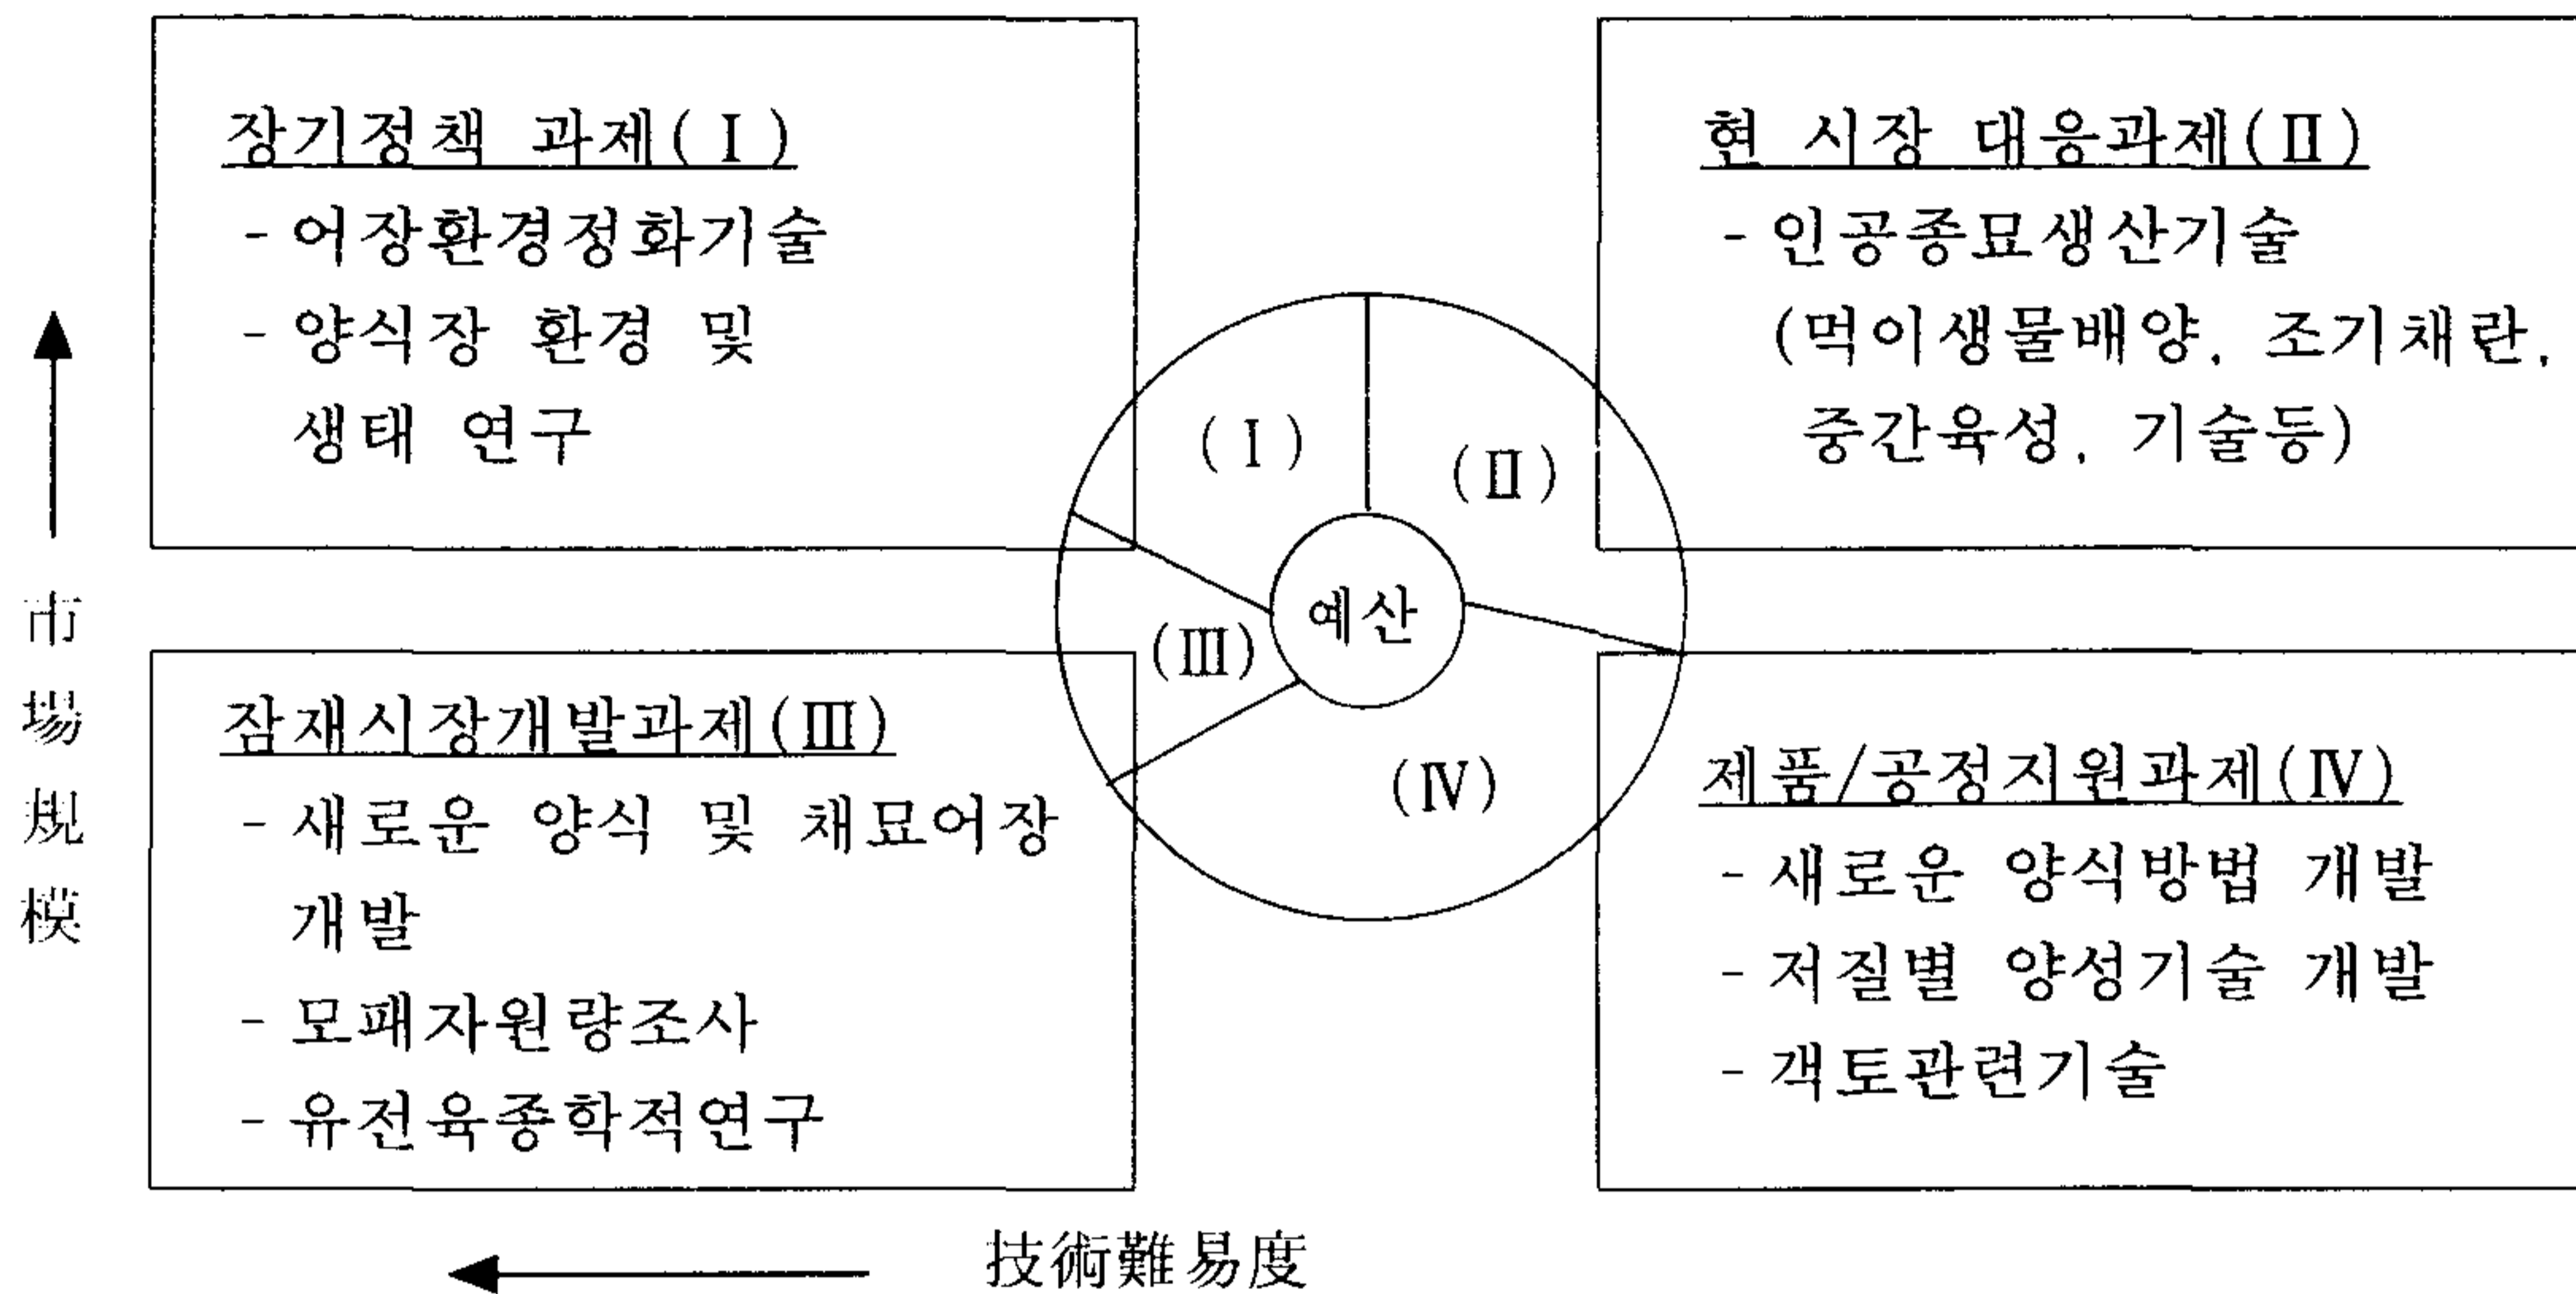 장기정책 과제(Ⅰ)
- 어장환경정화기술
- 양식장 환경 및
생태 연구
현 시장 대응과제(Ⅱ)
- 인공종묘생산기술
(먹이생물배양, 조기채란,
중간육성, 기술등)
(Ⅰ)
(Ⅱ)
예산
(Ⅲ)
(Ⅳ)
市場規模
잠재시장개발과제(Ⅲ)
- 새로운 양식 및 채묘어장
개발
- 모패자원량조사
- 유전육종학적연구
제품/공정지원과제(Ⅳ)
- 새로운 양식방법 개발
- 저질별 양성기술 개발
- 객토관련기술
技術難易度